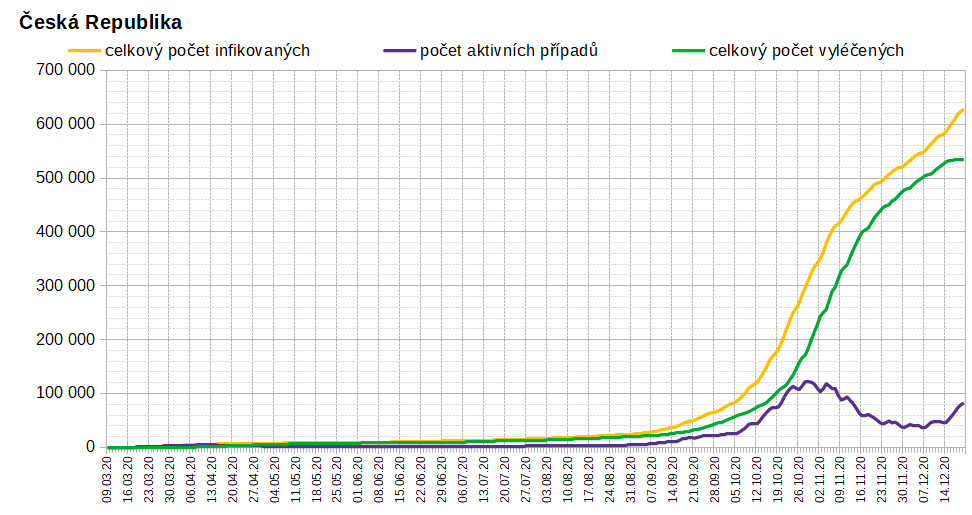 Česká Republika
celkový počet infikovaných počet aktivních případů celkový počet vyléčených
700 000
600 000
500 000
400 000
300 000
200 000
100 000
0
09.03.20 16.03.20 23.03.20 30.03.20 06.04.20 13.04.20 20.04.20 27.04.20 04.05.20 11.05.20 18.05.20 25.05.20 01.06.20 08.06.20 15.06.20 22.06.20 29.06.20 06.07.20 13.07.20 20.07.20 27.07.20 03.08.20 10.08.20 17.08.20 24.08.20 31.08.20 07.09.20 14.09.20 21.09.20 28.09.20 05.10.20 12.10.20 19.10.20 26.10.20 02.11.20 09.11.20 16.11.20 23.11.20 30.11.20 07.12.20 14.12.20